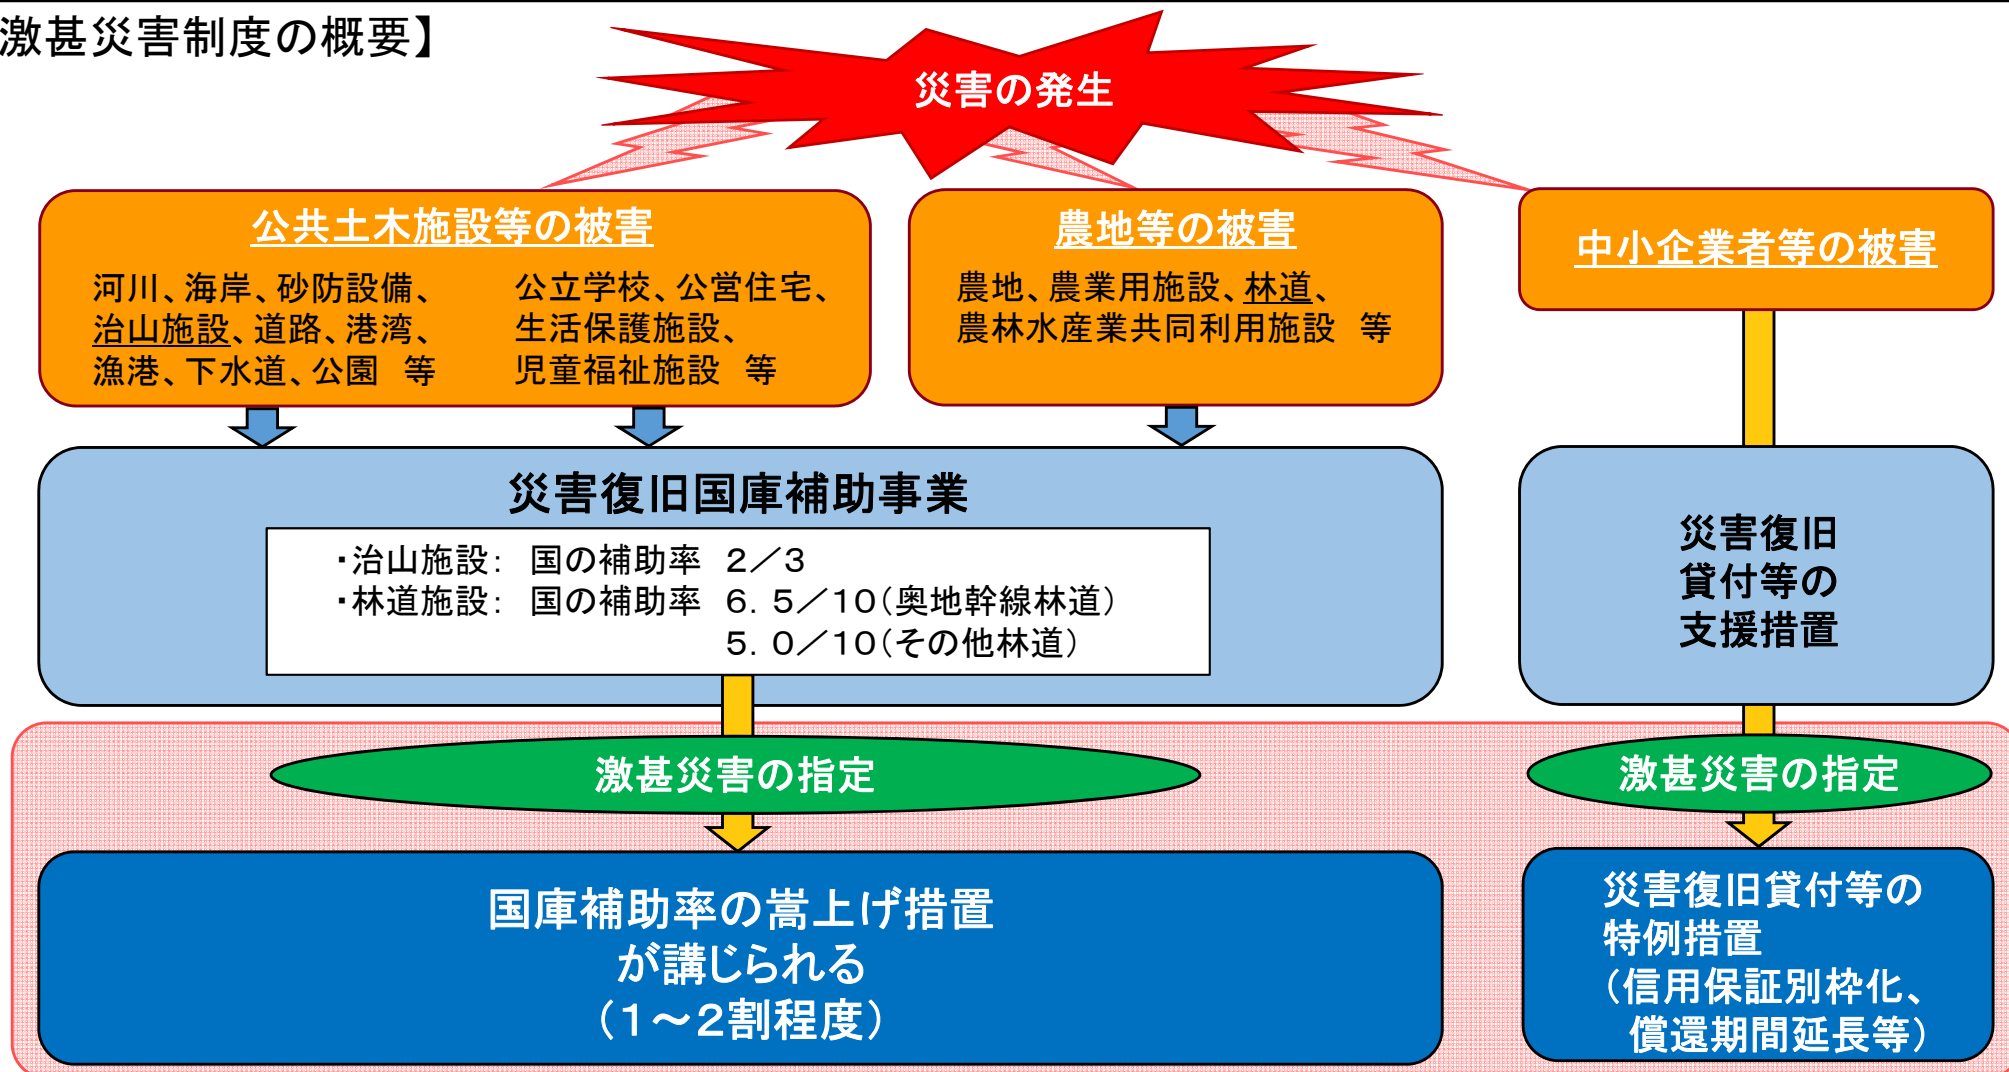 激甚災害制度の概要】
災害の発生
公共土木施設等の被害
河川、海岸、砂防設備、
治山施設、道路、港湾、
漁港、下水道、公園　等
公立学校、公営住宅、
生活保護施設、
児童福祉施設　等
農地等の被害
農地、農業用施設、林道、
農林水産業共同利用施設　等
中小企業者等の被害
災害復旧国庫補助事業
・治山施設：　国の補助率　２／３
・林道施設：　国の補助率　６．５／１０（奥地幹線林道）
５．０／１０（その他林道）
災害復旧
貸付等の
支援措置
激甚災害の指定
激甚災害の指定
国庫補助率の嵩上げ措置
が講じられる
（１～２割程度）
災害復旧貸付等の
特例措置
（信用保証別枠化、
償還期間延長等）